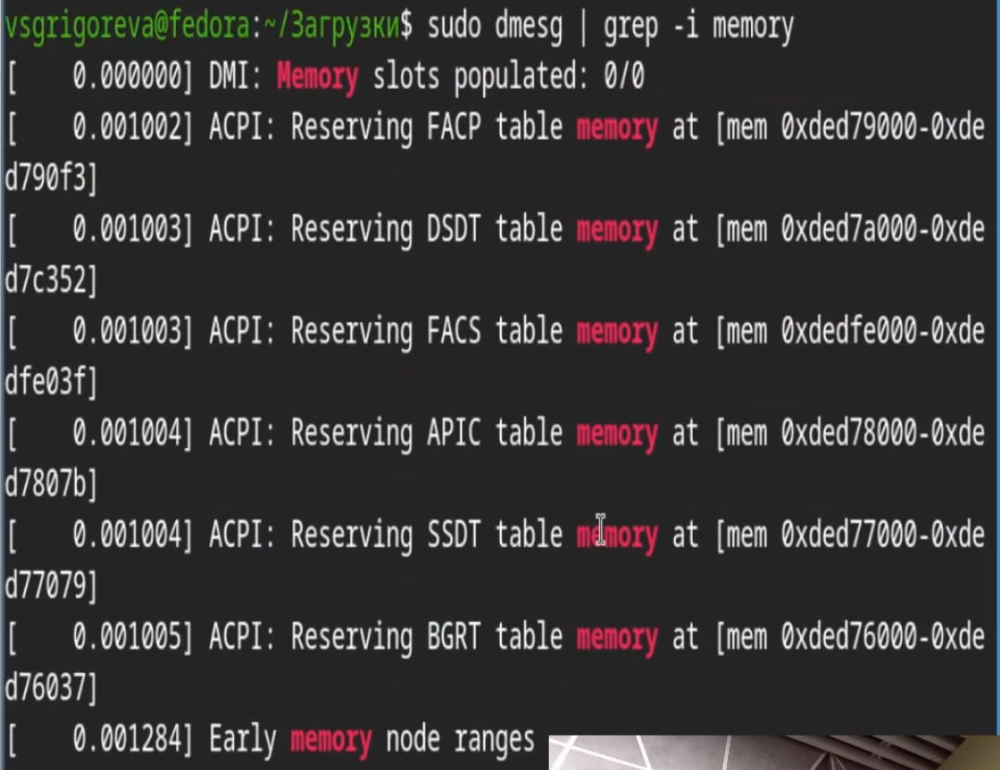 vsgrigoreva@fedora:~/Загрузки$ sudo dmesg | grep -i memory
[    0.000000] DMI: Memory slots populated: 0/0
[    0.001002] ACPI: Reserving FACP table memory at [mem 0xded79000-0xde
d790f3]
[    0.001003] ACPI: Reserving DSDT table memory at [mem 0xded7a000-0xde
d7c352]
[    0.001003] ACPI: Reserving FACS table memory at [mem 0xdedfe000-0xde
dfe03f]
[    0.001004] ACPI: Reserving APIC table memory at [mem 0xded78000-0xde
d7807b]
[    0.001004] ACPI: Reserving SSDT table memory at [mem 0xded77000-0xde
d77079]
[    0.001005] ACPI: Reserving BGRT table memory at [mem 0xded76000-0xde
d76037]
[    0.001284] Early memory node ranges